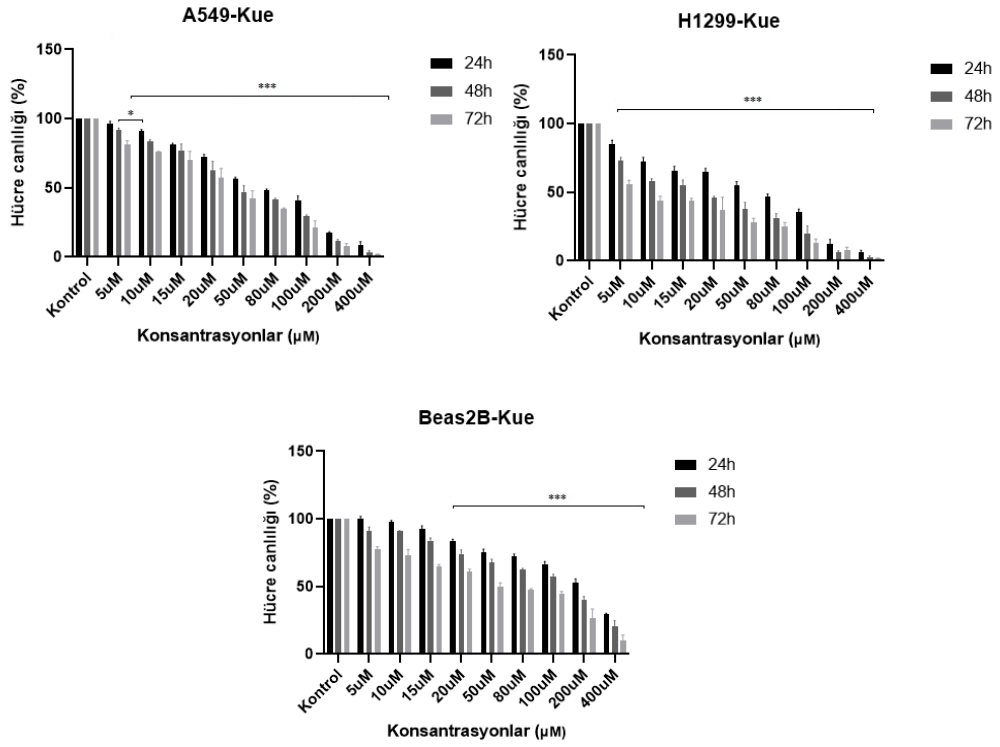 A549-Kue
150
100
50
0
Hücre canlılığı (%)
***
*
24h
48h
72h
Kontrol
5uM
10uM
15uM
20uM
50uM
80uM
100uM
200uM
400uM
Konsantrasyonlar (µM)
H1299-Kue
150
100
50
0
Hücre canlılığı (%)
***
24h
48h
72h
Kontrol
5uM
10uM
15uM
20uM
50uM
80uM
100uM
200uM
400uM
Konsantrasyonlar (µM)
Beas2B-Kue
150
100
50
0
Hücre canlılığı (%)
***
24h
48h
72h
Kontrol
5uM
10uM
15uM
20uM
50uM
80uM
100uM
200uM
400uM
Konsantrasyonlar (µM)